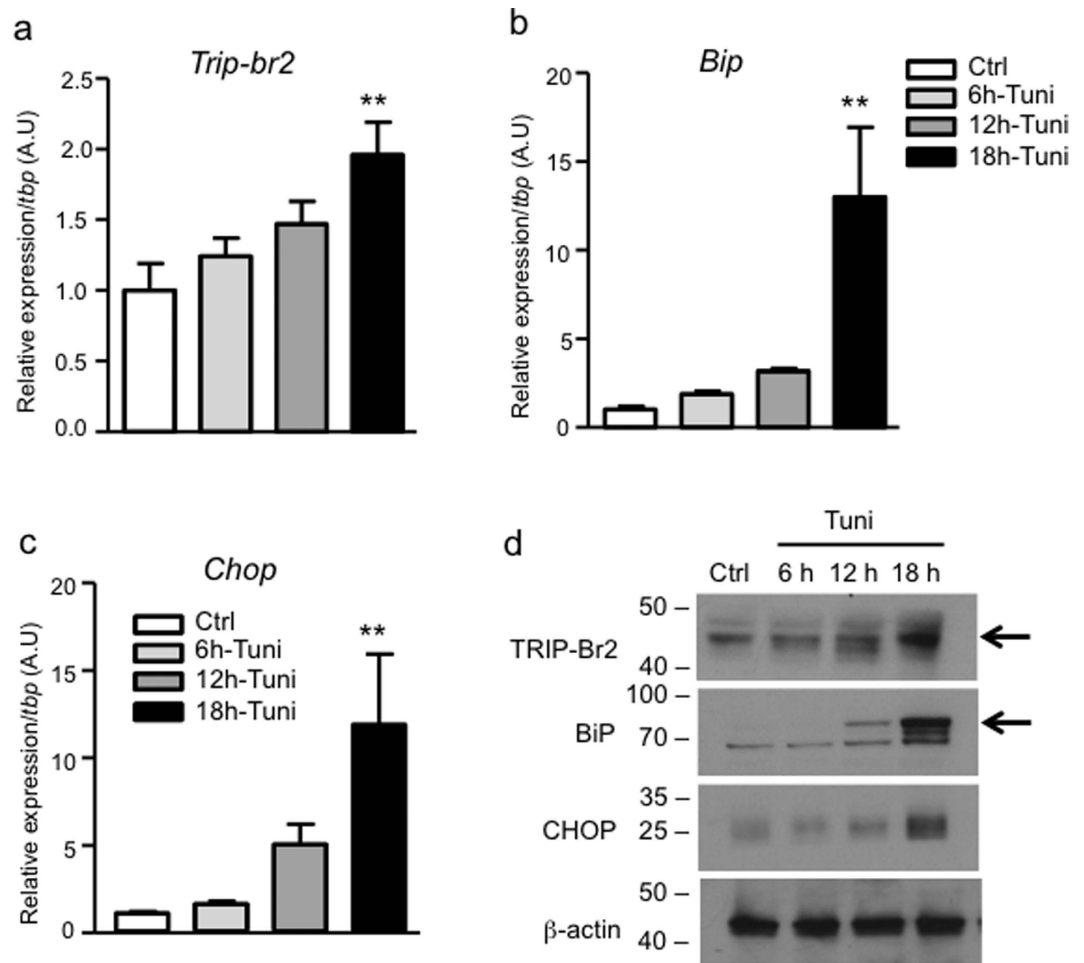 a
Trip-br2
Relative expression/tbp (A.U)
2.5
2.0
1.5
1.0
0.5
0.0
**
b
Bip
Relative expression/tbp (A.U)
20
15
10
5
0
**
Ctrl
6h-Tuni
12h-Tuni
18h-Tuni
c
Chop
Relative expression/tbp (A.U)
20
15
10
5
0
Ctrl
6h-Tuni
12h-Tuni
18h-Tuni
**
d
Tuni
Ctrl 6 h 12 h 18 h
TRIP-Br2
50 –
40 –
BiP
100 –
70 –
CHOP
35 –
25 –
β-actin
50 –
40 –